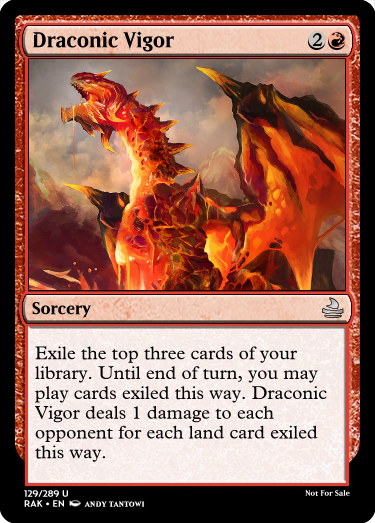 Draconic Vigor 2
Sorcery
Exile the top three cards of your
library. Until end of turn, you may
play cards exiled this way. Draconic
Vigor deals 1 damage to each
opponent for each land card exiled
this way.
129/289 U
Not For Sale
RAK • EN ANDY TANTOWI